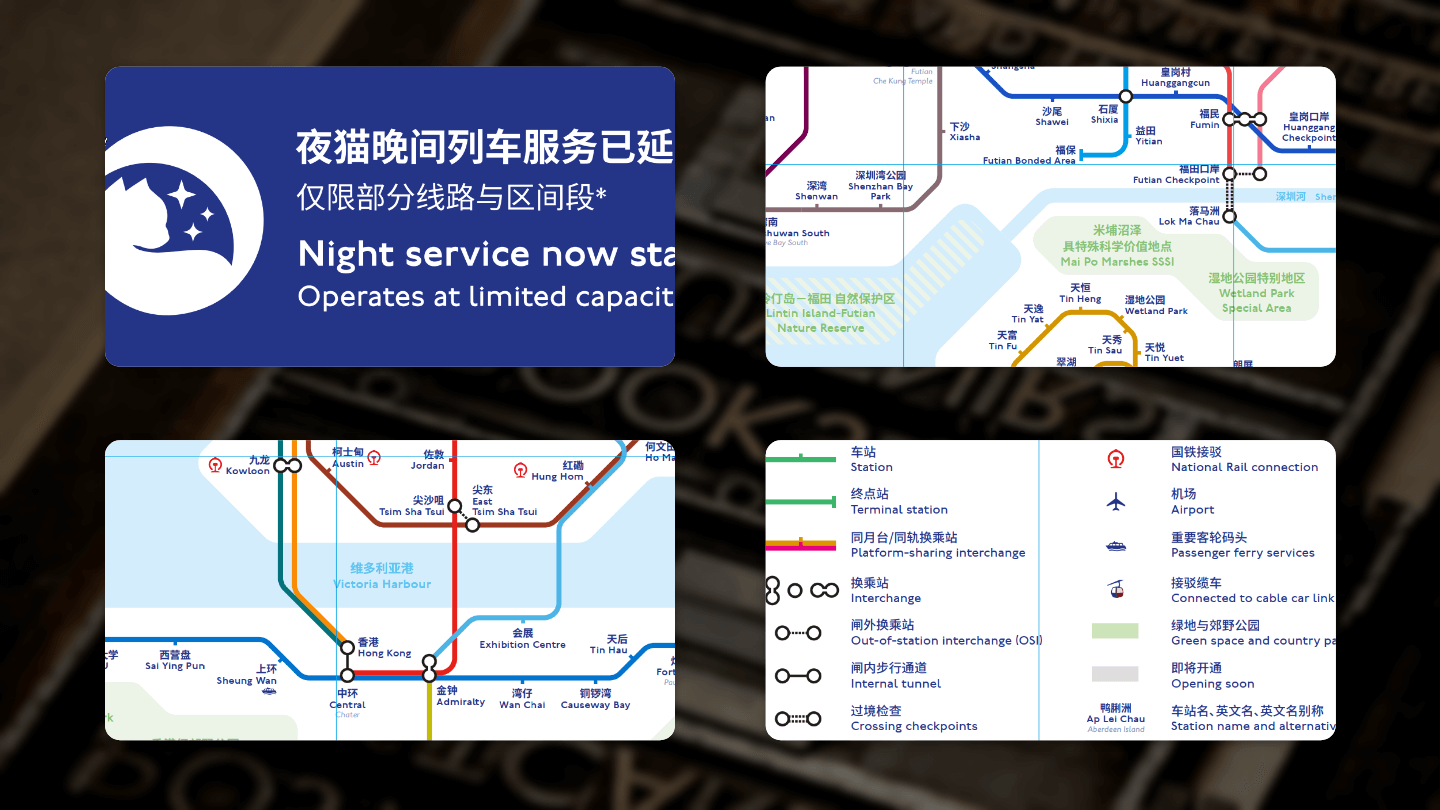 夜猫晚间列车服务已延
仅限部分线路与区间段*
Night service now sta
Operates at limited capacit
Futian
Che Kung Temple
皇岗村
Huanggangcun
沙尾
Shawei
石厦
Shixia
福民
Fumin
皇岗口岸
Huanggang
Checkpoint
下沙
Xiasha
益田
Yitian
福保
Futian Bonded Area
福田口岸
Futian Checkpoint
深湾
Shenwan
深圳湾公园
Shenzhan Bay
Park
深圳河 Shen
落马洲
Lok Ma Chau
南
huwan South
Bay South
米埔沼泽
具特殊科学价值地点
Mai Po Marshes SSSI
湿地公园特别地区
Wetland Park
Special Area
仃岛－福田 自然保护区
Lintin Island-Futian
Nature Reserve
天恒
Tin Heng
天逸
Tin Yat
湿地公园
Wetland Park
天富
Tin Fu
天秀
Tin Sau
天悦
Tin Yuet
翠湖
九龙
Kowloon
柯士甸
Austin
佐敦
Jordan
红磡
Hung Hom
何文田
Ho Ma
尖沙咀
Tsim Sha Tsui
尖东
East
Tsim Sha Tsui
维多利亚港
Victoria Harbour
香港
Hong Kong
会展
Exhibition Centre
天后
Tin Hau
学
U
西营盘
Sai Ying Pun
上环
Sheung Wan
中环
Central
Chater
金钟
Admiralty
湾仔
Wan Chai
铜锣湾
Causeway Bay
Fort
rk
车站
Station
终点站
Terminal station
同月台/同轨换乘站
Platform-sharing interchange
换乘站
Interchange
闸外换乘站
Out-of-station interchange (OSI)
闸内步行通道
Internal tunnel
过境检查
Crossing checkpoints
国铁接驳
National Rail connection
机场
Airport
重要客轮码头
Passenger ferry services
接驳缆车
Connected to cable car link
绿地与郊野公园
Green space and country pa
即将开通
Opening soon
鸭脷洲
Ap Lei Chau
Aberdeen Island
车站名、英文名、英文名别称
Station name and alternativ